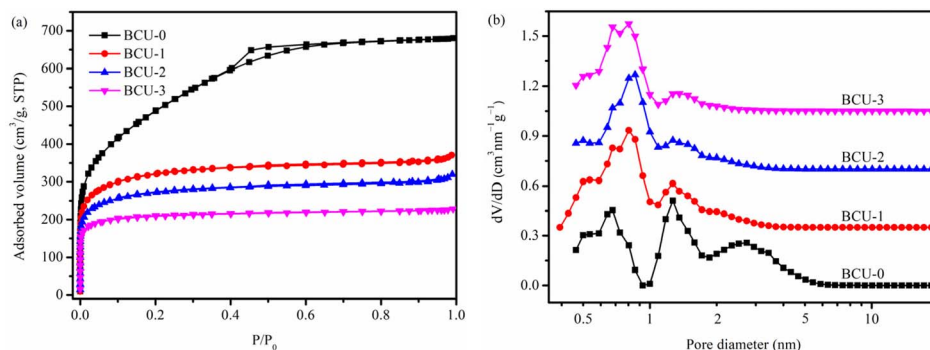 (a)
BCU-0
BCU-1
BCU-2
BCU-3
Adsorbed volume (cm³/g, STP)
700
600
500
400
300
200
100
0
0.0 0.2 0.4 0.6 0.8 1.0
P/P₀
(b)
BCU-3
BCU-2
BCU-1
BCU-0
dV/dD (cm³ nm⁻¹g⁻¹)
1.5
1.2
0.9
0.6
0.3
0.0
0.5 1 5 10
Pore diameter (nm)